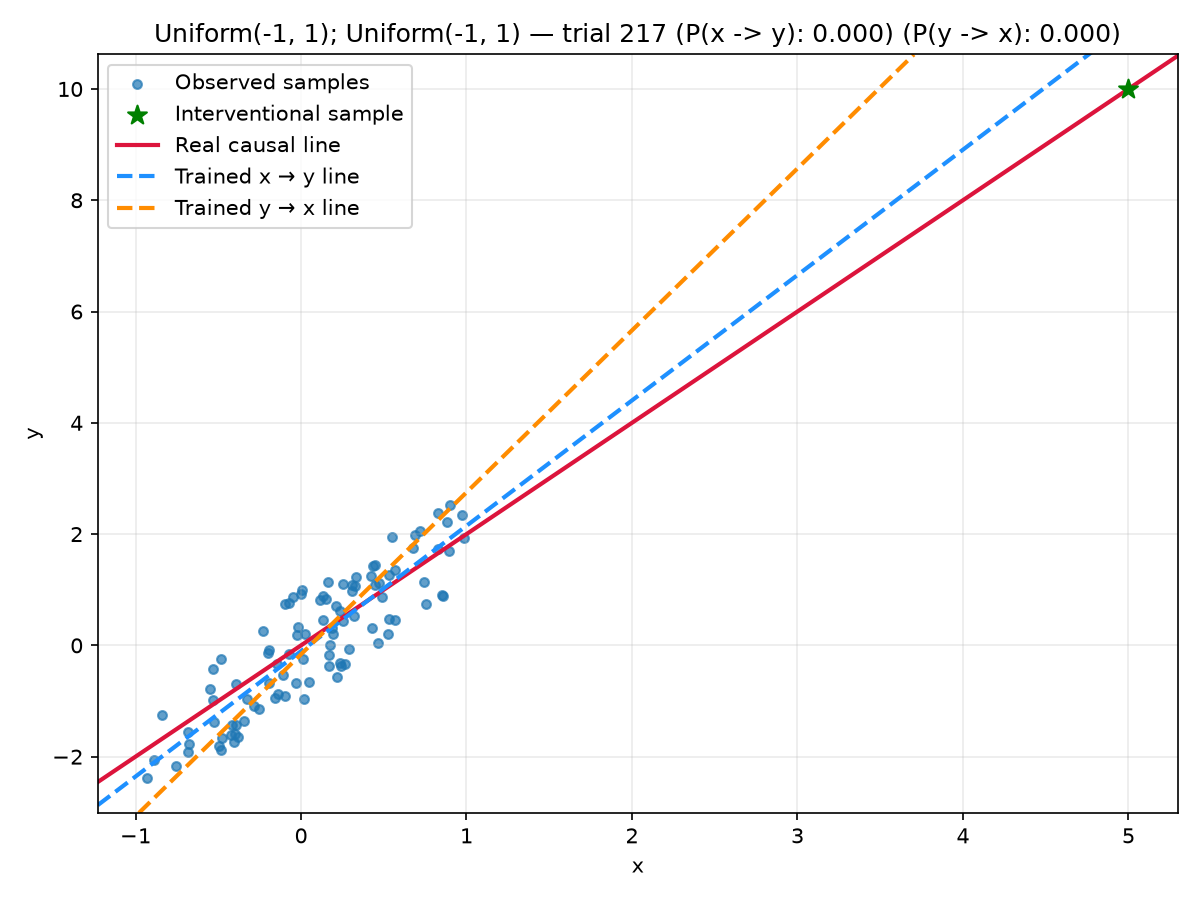 Uniform(-1, 1); Uniform(-1, 1) — trial 217 (P(x -> y): 0.000) (P(y -> x): 0.000)
Observed samples
Interventional sample
Real causal line
Trained x → y line
Trained y → x line
10
8
6
4
2
0
−2
y
−1 0 1 2 3 4 5
x